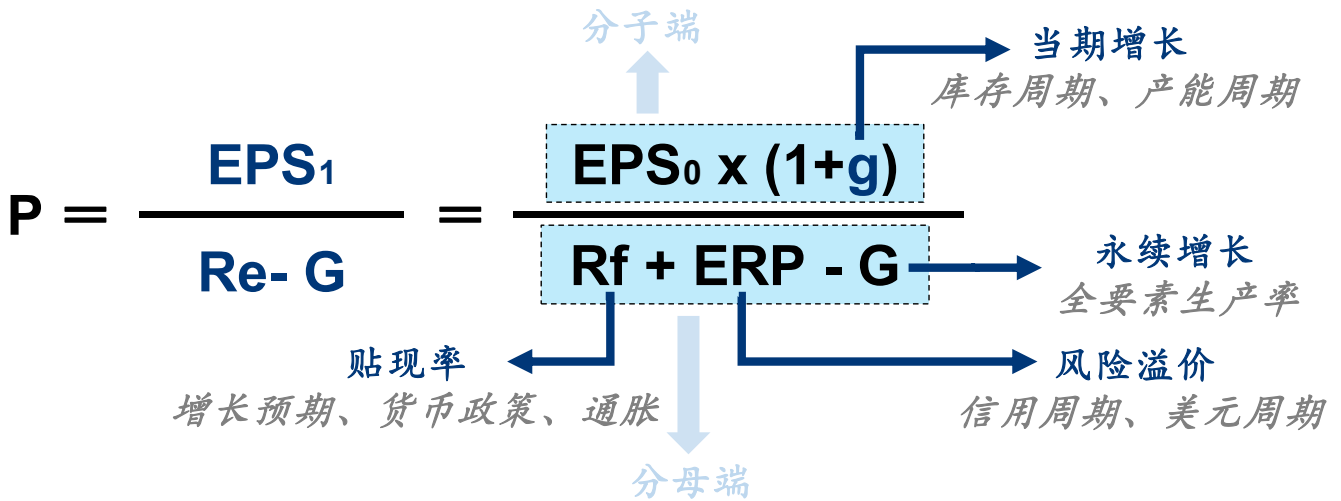 分子端
当期增长
库存周期、产能周期
P = EPS₁ / Re- G = EPS₀ x (1+g) / Rf + ERP - G
永续增长
全要素生产率
贴现率
增长预期、货币政策、通胀
风险溢价
信用周期、美元周期
分母端